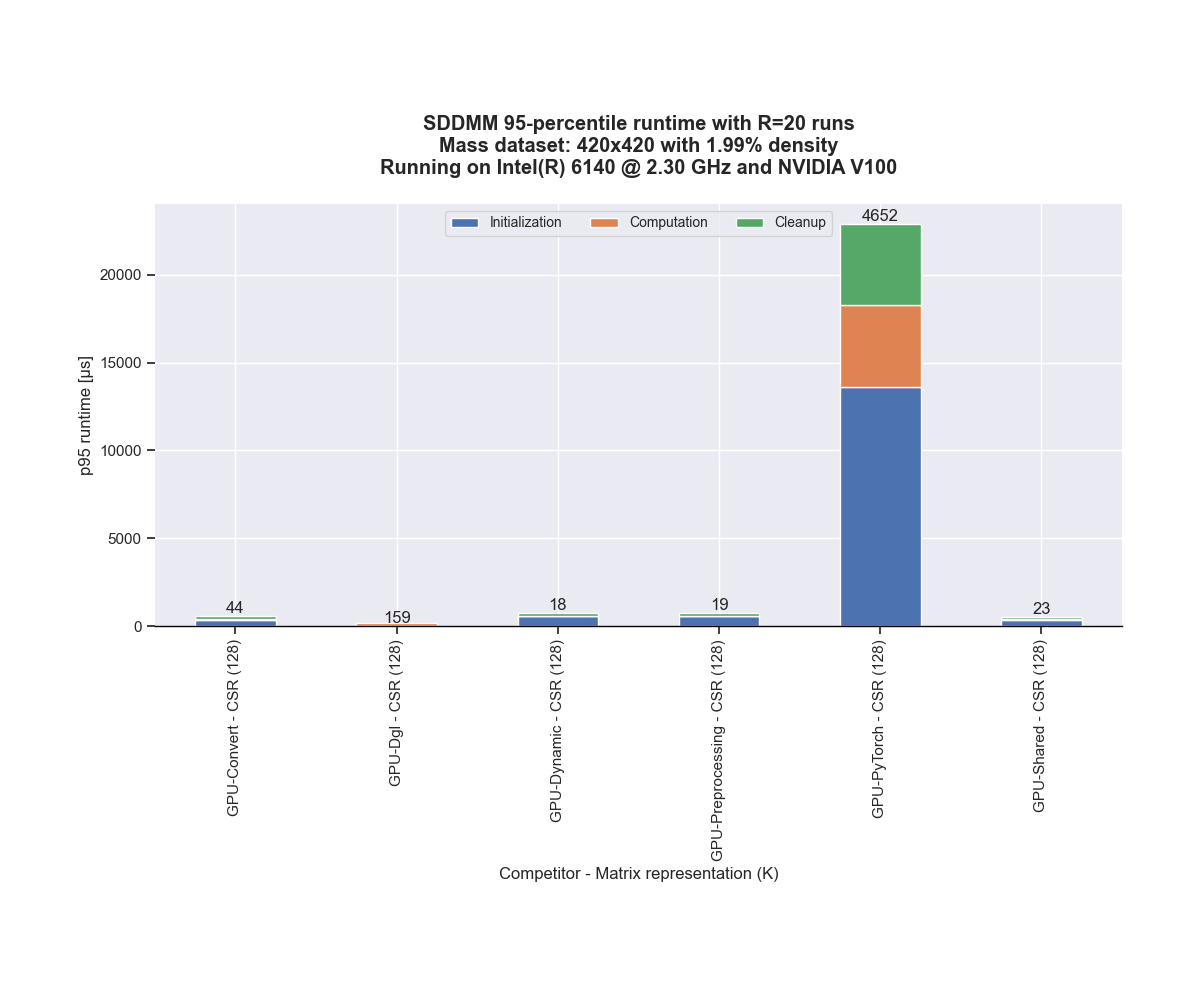 SDDMM 95-percentile runtime with R=20 runs
Mass dataset: 420x420 with 1.99% density
Running on Intel(R) 6140 @ 2.30 GHz and NVIDIA V100
Initialization
Computation
Cleanup
4652
44
159
18
19
23
20000
15000
10000
5000
0
p95 runtime [µs]
GPU-Convert - CSR (128)
GPU-Dgl - CSR (128)
GPU-Dynamic - CSR (128)
GPU-Preprocessing - CSR (128)
GPU-PyTorch - CSR (128)
GPU-Shared - CSR (128)
Competitor - Matrix representation (K)